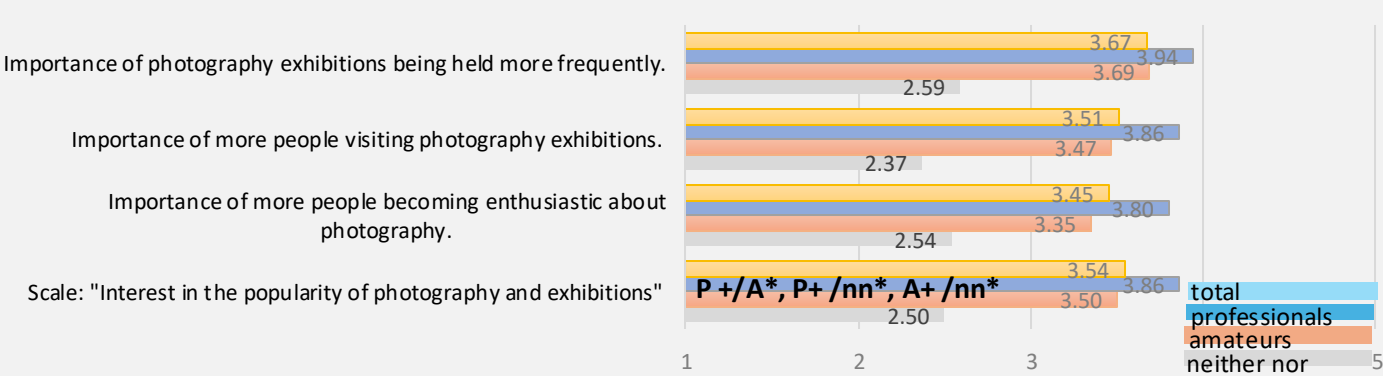 Importance of photography exhibitions being held more frequently.
3.67
3.94
3.69
2.59
Importance of more people visiting photography exhibitions.
3.51
3.86
3.47
2.37
Importance of more people becoming enthusiastic about
photography.
3.45
3.80
3.35
2.54
Scale: "Interest in the popularity of photography and exhibitions"
P +/A*, P+ /nn*, A+ /nn*
3.54
3.86
3.50
2.50
total
professionals
amateurs
neither nor
1 2 3 5